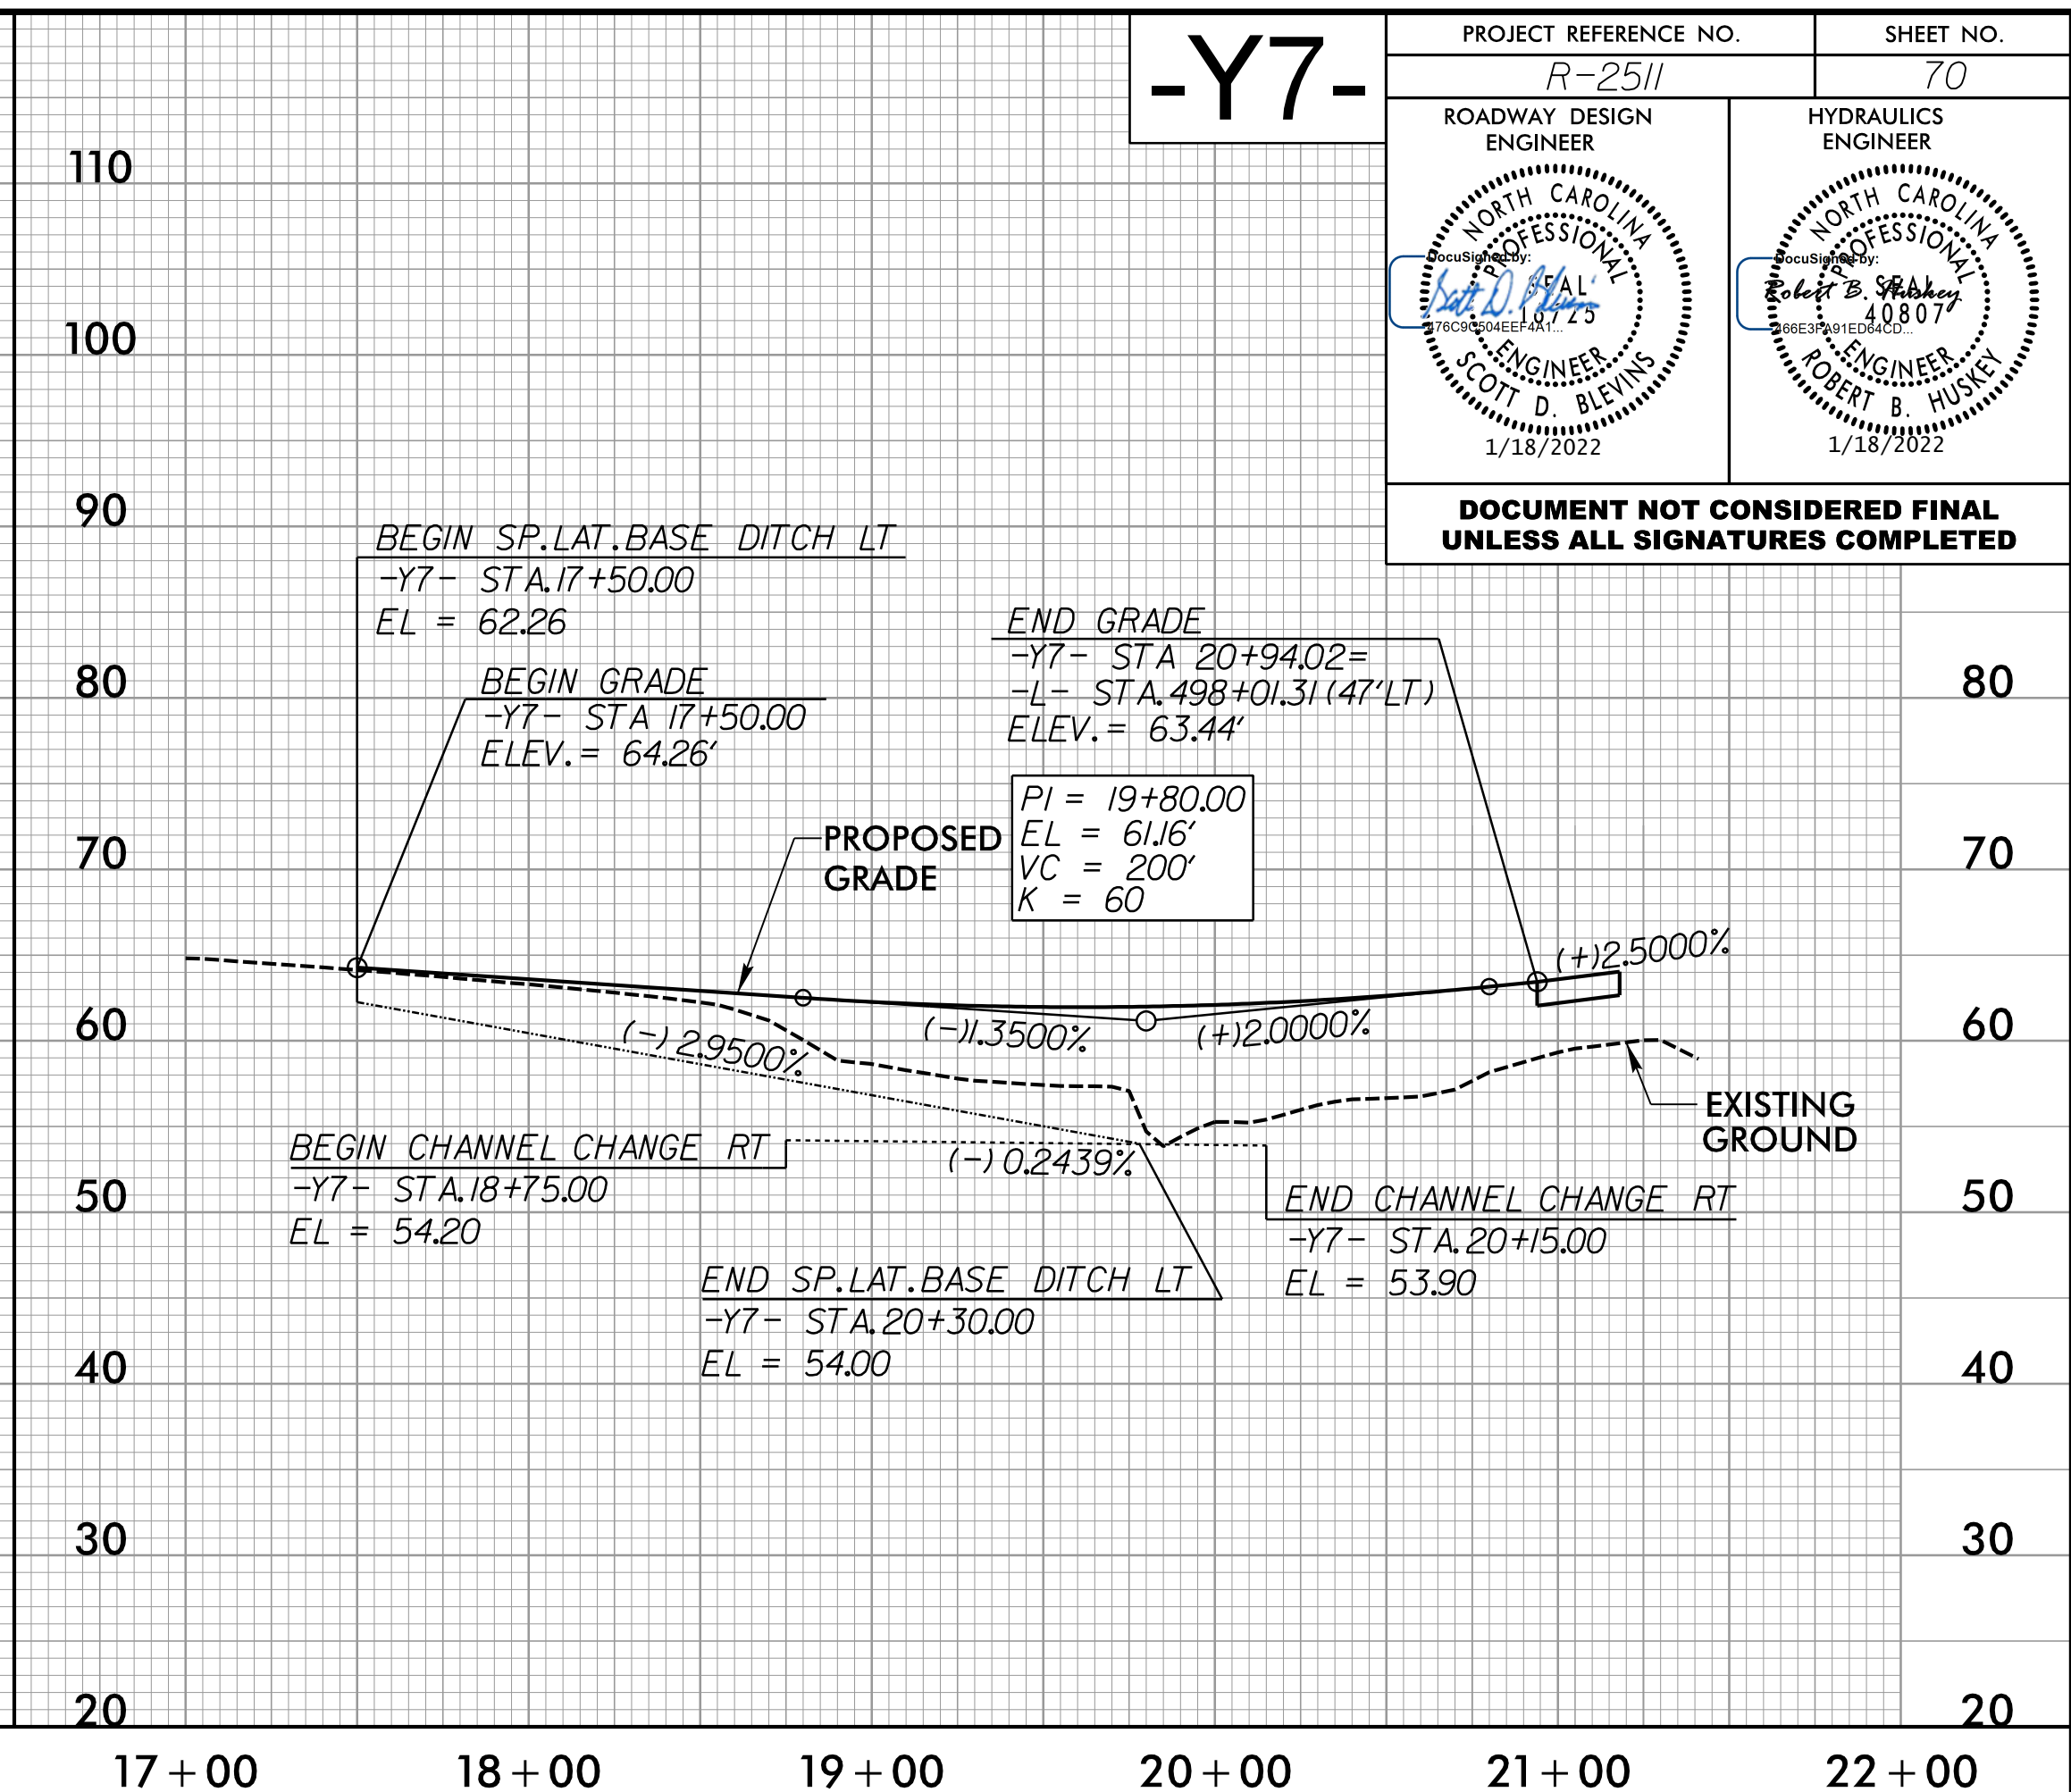 -Y7-
PROJECT REFERENCE NO.
SHEET NO.
R-2511
70
ROADWAY DESIGN
ENGINEER
HYDRAULICS
ENGINEER
NORTH CAROLINA
PROFESSIONAL
DocuSigned by:
SEAL
476C9C504EEF4A1...
ENGINEER
SCOTT D. BLEVINS
1/18/2022
NORTH CAROLINA
PROFESSIONAL
DocuSigned by:
Robert B. Huskey
SEAL
40807
466E3FA91ED64CD...
ENGINEER
ROBERT B. HUSKEY
1/18/2022
DOCUMENT NOT CONSIDERED FINAL
UNLESS ALL SIGNATURES COMPLETED
110
100
90
80
70
60
50
40
30
20
BEGIN SP.LAT.BASE DITCH LT
-Y7- STA.17+50.00
EL = 62.26
BEGIN GRADE
-Y7- STA 17+50.00
ELEV.= 64.26'
END GRADE
-Y7- STA 20+94.02=
-L- STA.498+01.31(47'LT)
ELEV.= 63.44'
PI = 19+80.00
EL = 61.16'
VC = 200'
K = 60
PROPOSED
GRADE
(-)2.9500%
(-)1.3500%
(+)2.0000%
(+)2.5000%
(-)0.2439%
EXISTING
GROUND
BEGIN CHANNEL CHANGE RT
-Y7- STA.18+75.00
EL = 54.20
END CHANNEL CHANGE RT
-Y7- STA.20+15.00
EL = 53.90
END SP.LAT.BASE DITCH LT
-Y7- STA.20+30.00
EL = 54.00
80
70
60
50
40
30
20
17+00
18+00
19+00
20+00
21+00
22+00